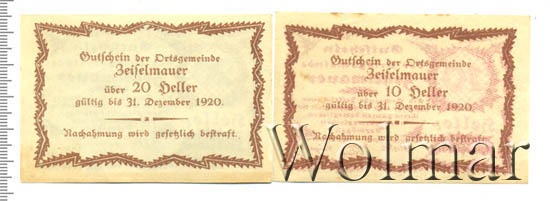 Gutschein der Ortsgemeinde
Zeiselmauer
über 20 Heller
gültig bis 31. Dezember 1920.
Nachahmung wird gesetzlich bestraft.
Gutschein der Ortsgemeinde
Zeiselmauer
über 10 Heller
gültig bis 31. Dezember 1920.
Nachahmung wird gesetzlich bestraft.
Wolmar